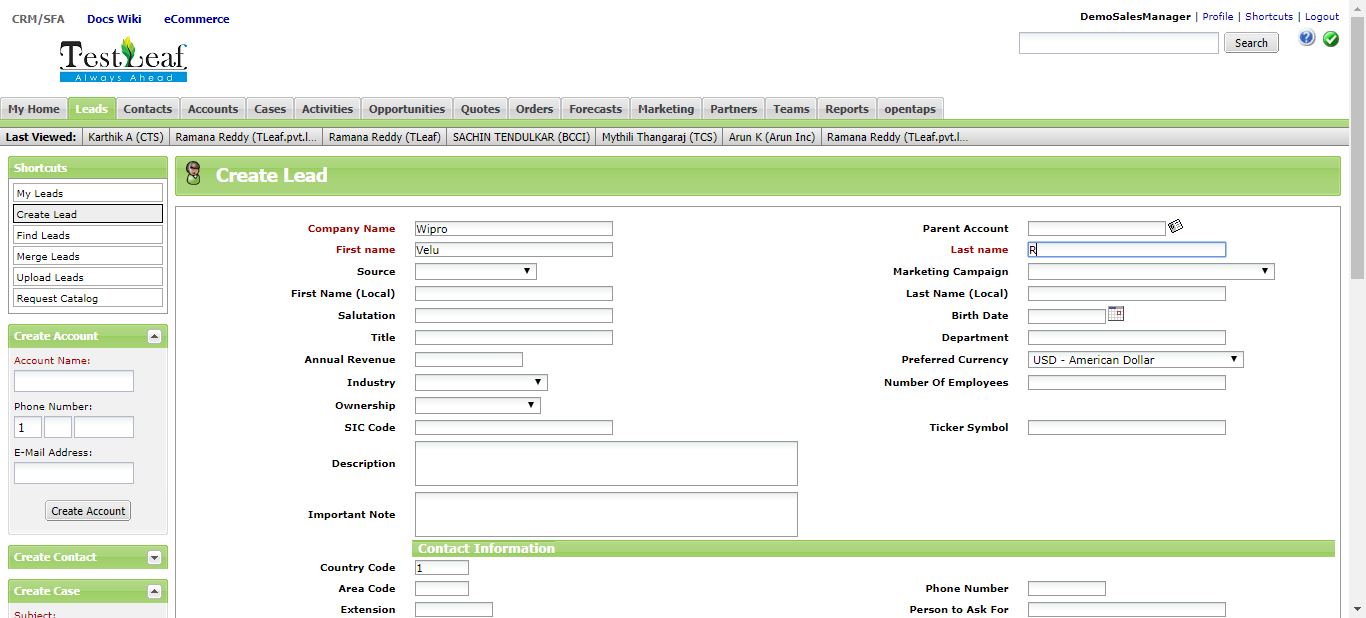 CRM/SFA Docs Wiki eCommerce
DemoSalesManager | Profile | Shortcuts | Logout
TestLeaf
Always Ahead
Search
?
My Home Leads Contacts Accounts Cases Activities Opportunities Quotes Orders Forecasts Marketing Partners Teams Reports opentaps
Last Viewed: Karthik A (CTS) Ramana Reddy (TLeaf.pvt.l... Ramana Reddy (TLeaf) SACHIN TENDULKAR (BCCI) Mythili Thangaraj (TCS) Arun K (Arun Inc) Ramana Reddy (TLeaf.pvt.l...
Shortcuts
My Leads
Create Lead
Find Leads
Merge Leads
Upload Leads
Request Catalog
Create Account
Account Name:
Phone Number:
1
E-Mail Address:
Create Account
Create Contact
Create Case
Subject:
Create Lead
Company Name Wipro Parent Account
First name Velu Last name R
Source Marketing Campaign
First Name (Local) Last Name (Local)
Salutation Birth Date
Title Department
Annual Revenue Preferred Currency USD - American Dollar
Industry Number Of Employees
Ownership
SIC Code Ticker Symbol
Description
Important Note
Contact Information
Country Code 1
Area Code Phone Number
Extension Person to Ask For